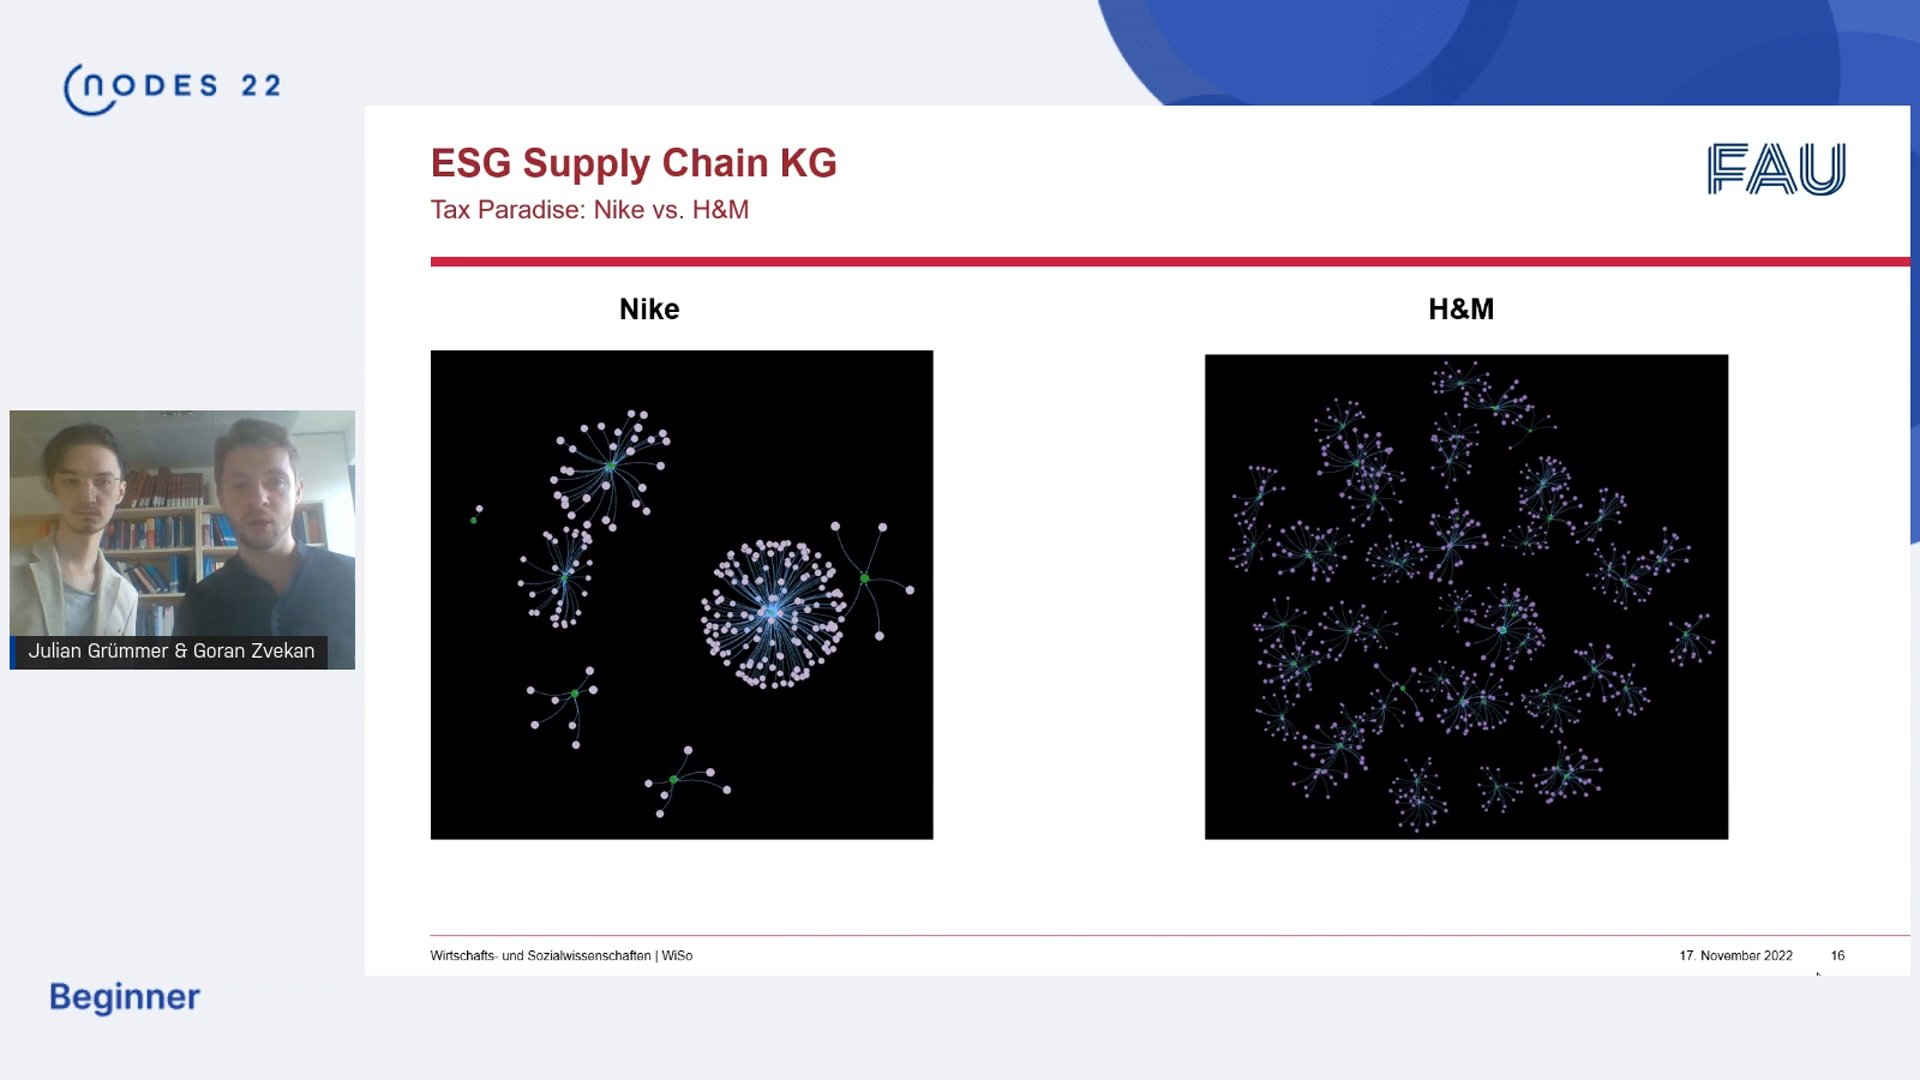 NODES 22
ESG Supply Chain KG
Tax Paradise: Nike vs. H&M
FAU
Nike
H&M
Julian Grümmer & Goran Zvekan
Wirtschafts- und Sozialwissenschaften | WiSo
17. November 2022
16
Beginner